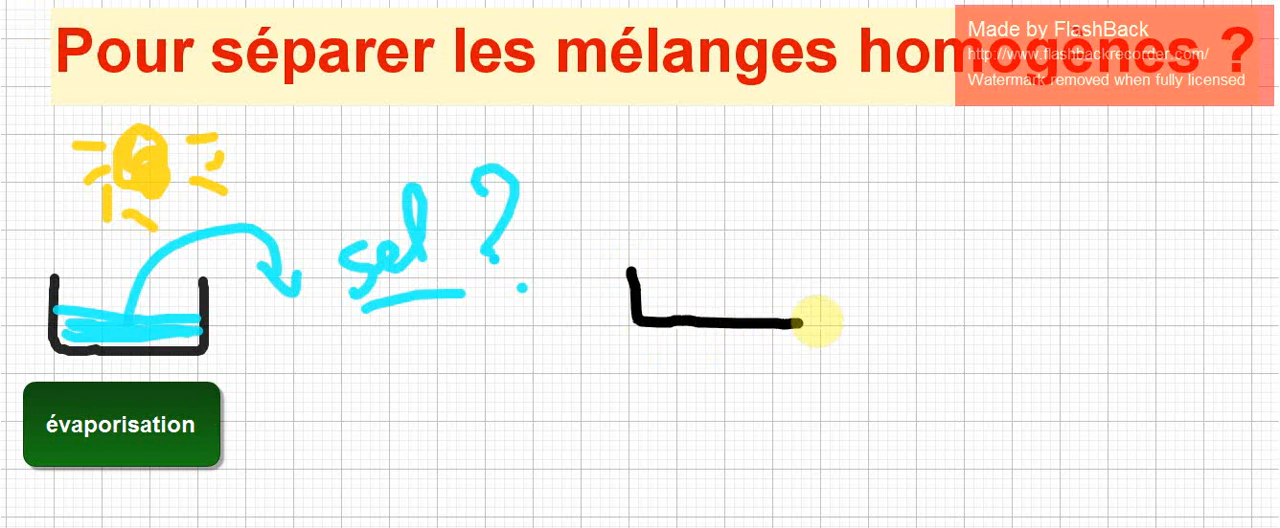 Pour séparer les mélanges homogènes ?
Made by FlashBack
http://www.flashbackrecorder.com/
Watermark removed when fully licensed
sel ?
évaporisation